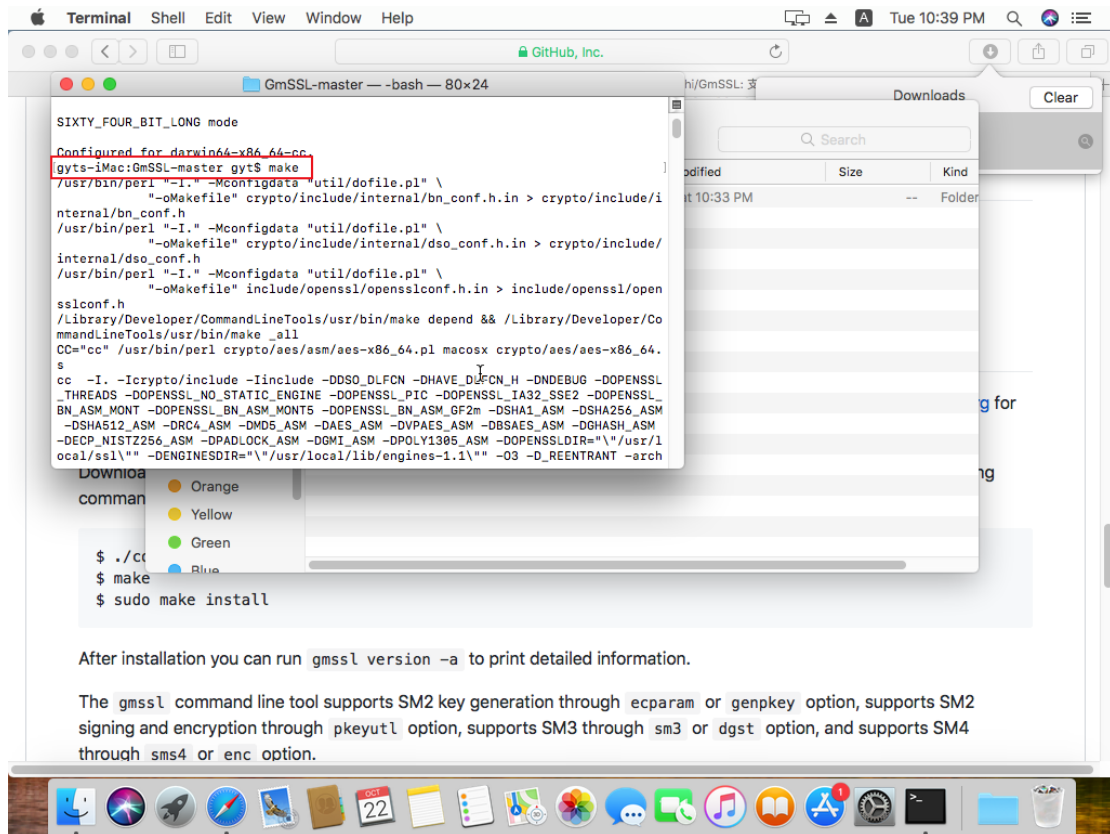 Terminal Shell Edit View Window Help
A Tue 10:39 PM
GitHub, Inc.
GmSSL-master — -bash — 80×24
hi/GmSSL: 支
Downloads
Clear
SIXTY_FOUR_BIT_LONG mode
Configured for darwin64-x86_64-cc.
gyts-iMac:GmSSL-master gyt$ make
/usr/bin/perl "-I." -Mconfigdata "util/dofile.pl" \
"-oMakefile" crypto/include/internal/bn_conf.h.in > crypto/include/i
nternal/bn_conf.h
/usr/bin/perl "-I." -Mconfigdata "util/dofile.pl" \
"-oMakefile" crypto/include/internal/dso_conf.h.in > crypto/include/
internal/dso_conf.h
/usr/bin/perl "-I." -Mconfigdata "util/dofile.pl" \
"-oMakefile" include/openssl/opensslconf.h.in > include/openssl/open
sslconf.h
/Library/Developer/CommandLineTools/usr/bin/make depend && /Library/Developer/Co
mmandLineTools/usr/bin/make _all
CC="cc" /usr/bin/perl crypto/aes/asm/aes-x86_64.pl macosx crypto/aes/aes-x86_64.
s
cc -I. -Icrypto/include -Iinclude -DDSO_DLFCN -DHAVE_DLFCN_H -DNDEBUG -DOPENSSL
_THREADS -DOPENSSL_NO_STATIC_ENGINE -DOPENSSL_PIC -DOPENSSL_IA32_SSE2 -DOPENSSL_
BN_ASM_MONT -DOPENSSL_BN_ASM_MONT5 -DOPENSSL_BN_ASM_GF2m -DSHA1_ASM -DSHA256_ASM
-DSHA512_ASM -DRC4_ASM -DMD5_ASM -DAES_ASM -DVPAES_ASM -DBSAES_ASM -DGHASH_ASM
-DECP_NISTZ256_ASM -DPADLOCK_ASM -DGMI_ASM -DPOLY1305_ASM -DOPENSSLDIR="\"/usr/l
ocal/ssl\"" -DENGINESDIR="\"/usr/local/lib/engines-1.1\"" -O3 -D_REENTRANT -arch
Search
odified Size Kind
at 10:33 PM -- Folder
rg for
Downloa
ng
comman
Orange
Yellow
Green
Blue
$ ./co
$ make
$ sudo make install
After installation you can run gmssl version -a to print detailed information.
The gmssl command line tool supports SM2 key generation through ecparam or genpkey option, supports SM2
signing and encryption through pkeyutl option, supports SM3 through sm3 or dgst option, and supports SM4
through sms4 or enc option.
OCT
22
1